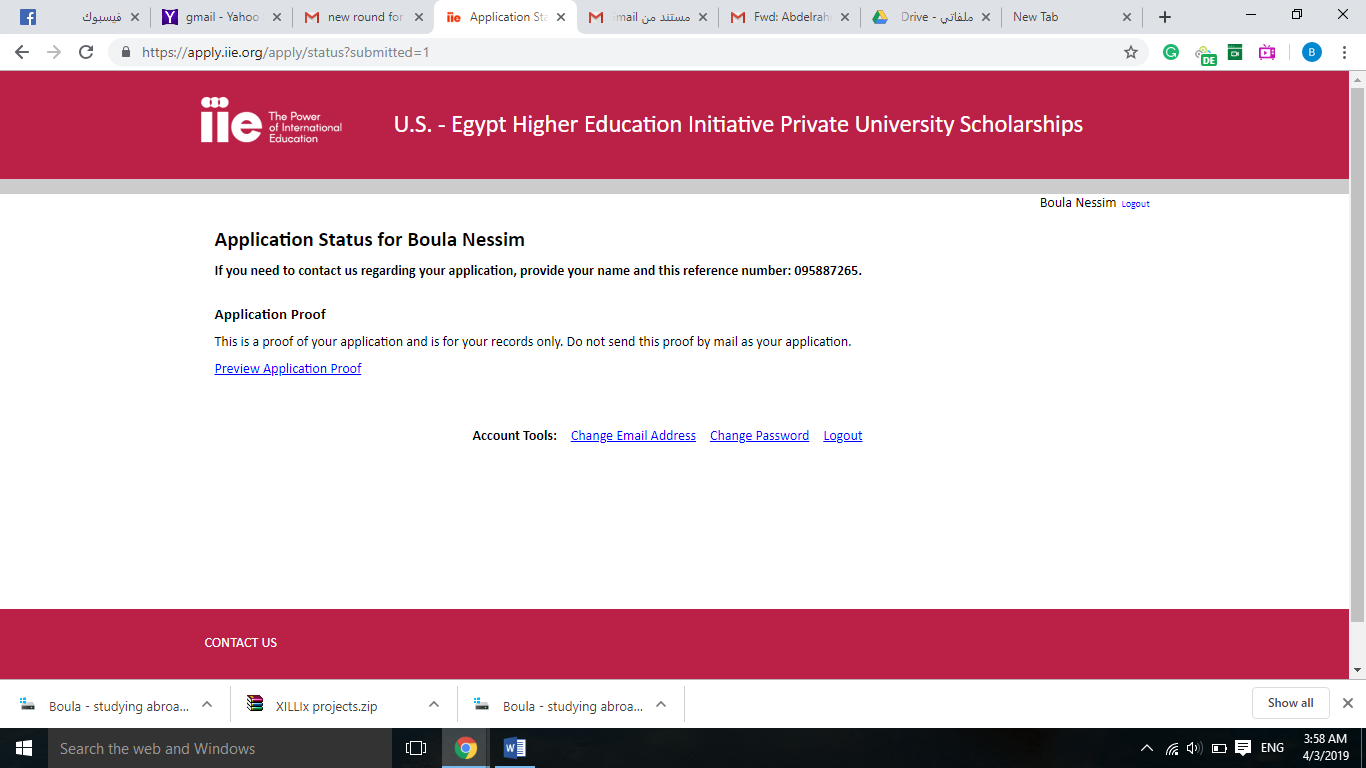 فيسبوك
gmail - Yahoo
new round for
Application Sta
مستند من Email
Fwd: Abdelrah
ملفاتي - Drive
New Tab
https://apply.iie.org/apply/status?submitted=1
DE
B
iie The Power
of International
Education
U.S. - Egypt Higher Education Initiative Private University Scholarships
Boula Nessim Logout
Application Status for Boula Nessim
If you need to contact us regarding your application, provide your name and this reference number: 095887265.
Application Proof
This is a proof of your application and is for your records only. Do not send this proof by mail as your application.
Preview Application Proof
Account Tools: Change Email Address Change Password Logout
CONTACT US
Boula - studying abroa...
XILLIx projects.zip
Boula - studying abroa...
Show all
Search the web and Windows
ENG
3:58 AM
4/3/2019